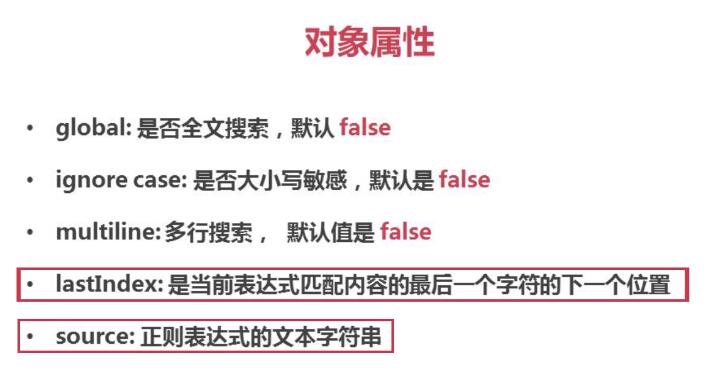 对象属性
• global: 是否全文搜索，默认 false
• ignore case: 是否大小写敏感，默认是 false
• multiline: 多行搜索， 默认值是 false
• lastIndex: 是当前表达式匹配内容的最后一个字符的下一个位置
• source: 正则表达式的文本字符串